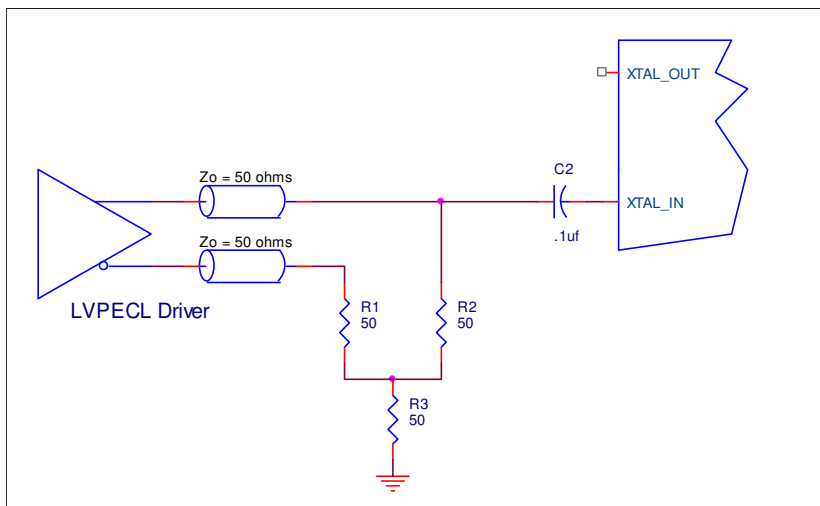 XTAL_OUT
Zo = 50 ohms
C2
XTAL_IN
.1uf
Zo = 50 ohms
LVPECL Driver
R1
50
R2
50
R3
50